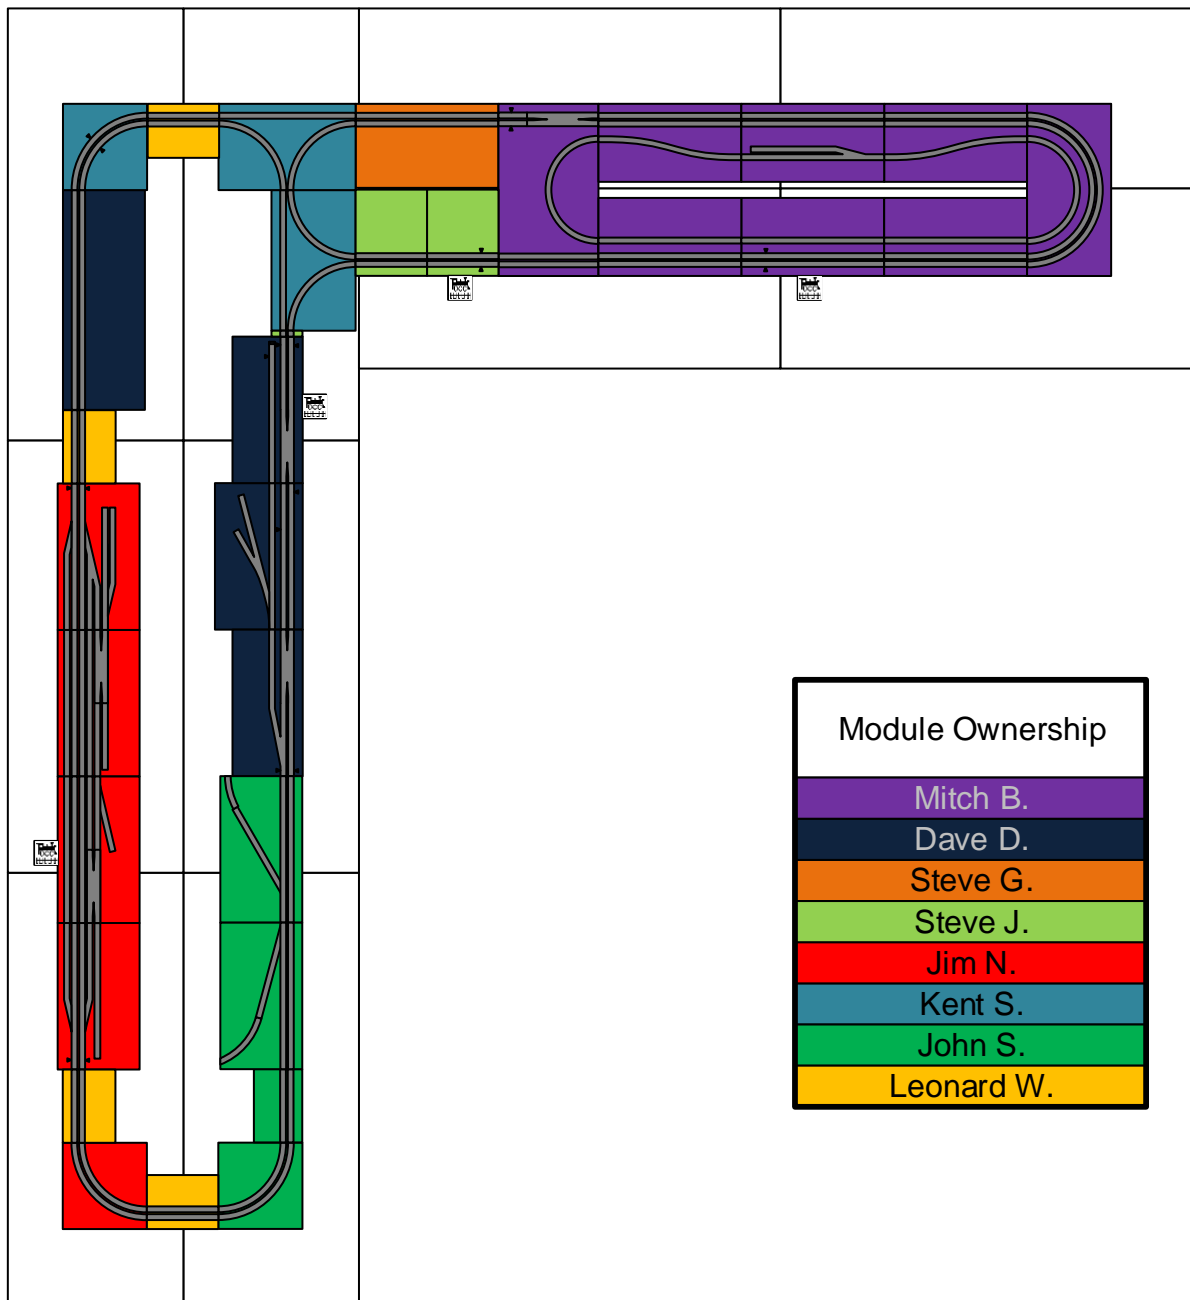 Module Ownership
Mitch B.
Dave D.
Steve G.
Steve J.
Jim N.
Kent S.
John S.
Leonard W.